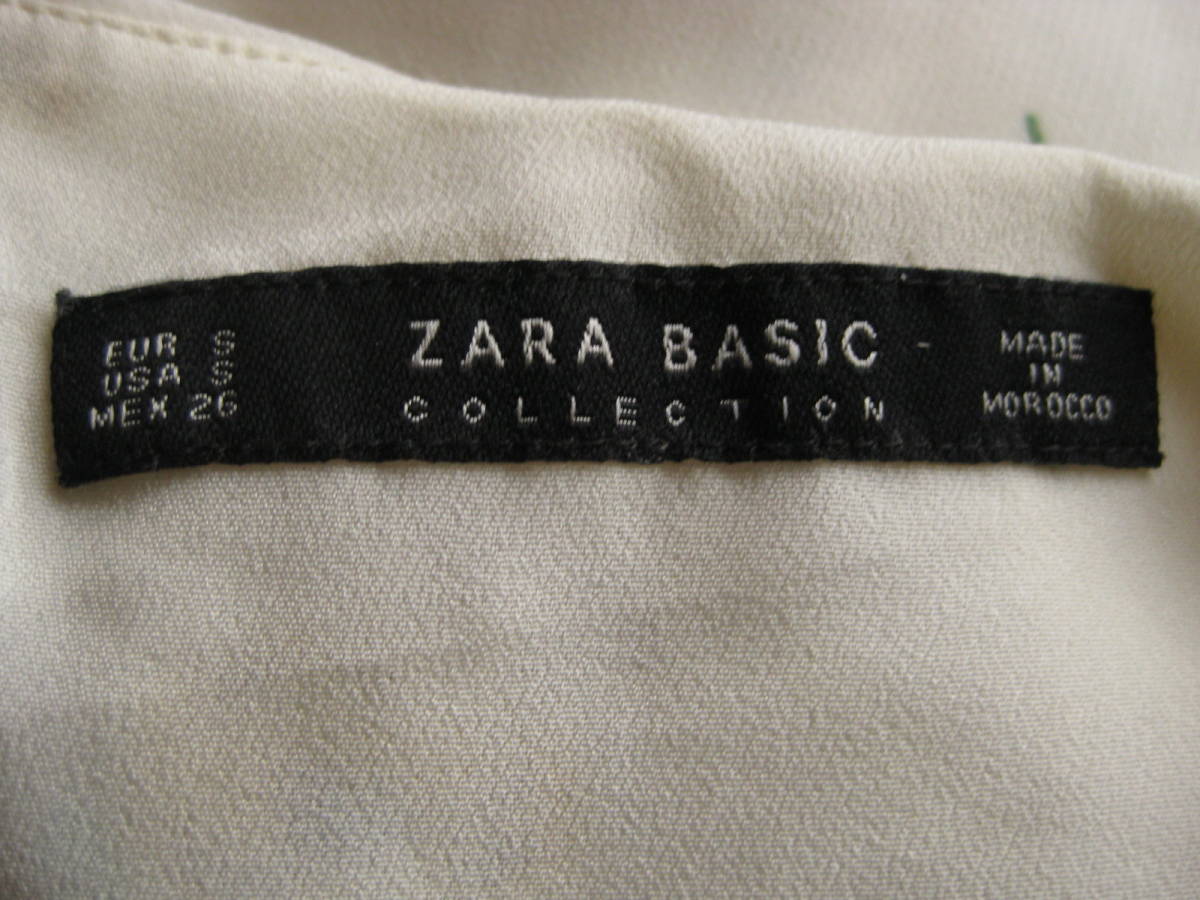 EUR S
USA S
MEX 26
ZARA BASIC
COLLECTION
MADE
IN
MOROCCO